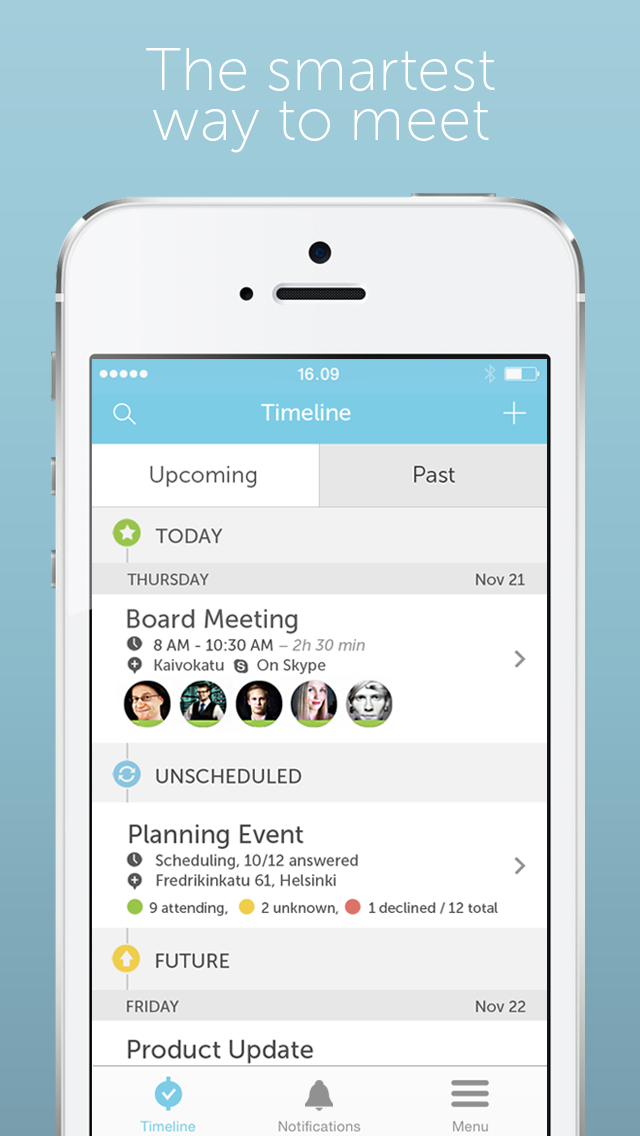 The smartest
way to meet
16.09
Timeline
Upcoming Past
TODAY
THURSDAY Nov 21
Board Meeting
8 AM - 10:30 AM – 2h 30 min
Kaivokatu On Skype
UNSCHEDULED
Planning Event
Scheduling, 10/12 answered
Fredrikinkatu 61, Helsinki
9 attending, 2 unknown, 1 declined / 12 total
FUTURE
FRIDAY Nov 22
Product Update
Timeline Notifications Menu